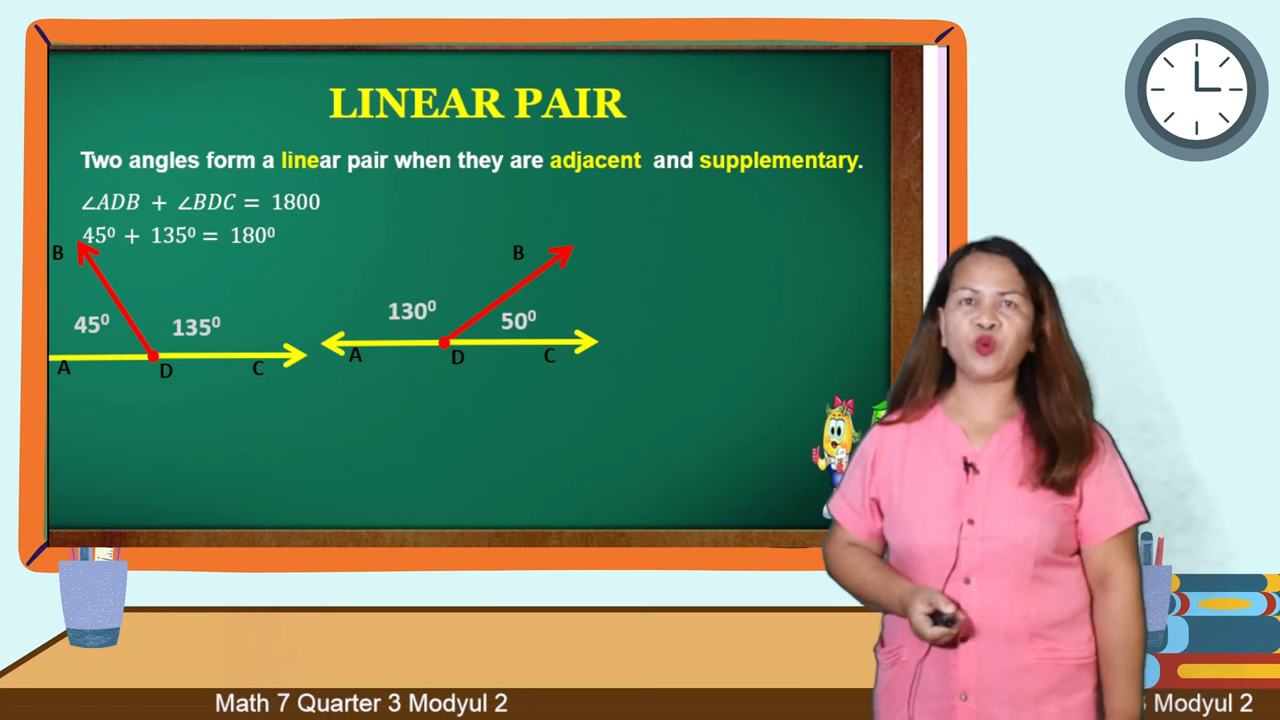 LINEAR PAIR
Two angles form a linear pair when they are adjacent and supplementary.
∠ADB + ∠BDC = 1800
45⁰ + 135⁰ = 180⁰
B
45⁰
135⁰
A
D
C
B
130⁰
50⁰
A
D
C
Math 7 Quarter 3 Modyul 2
Modyul 2